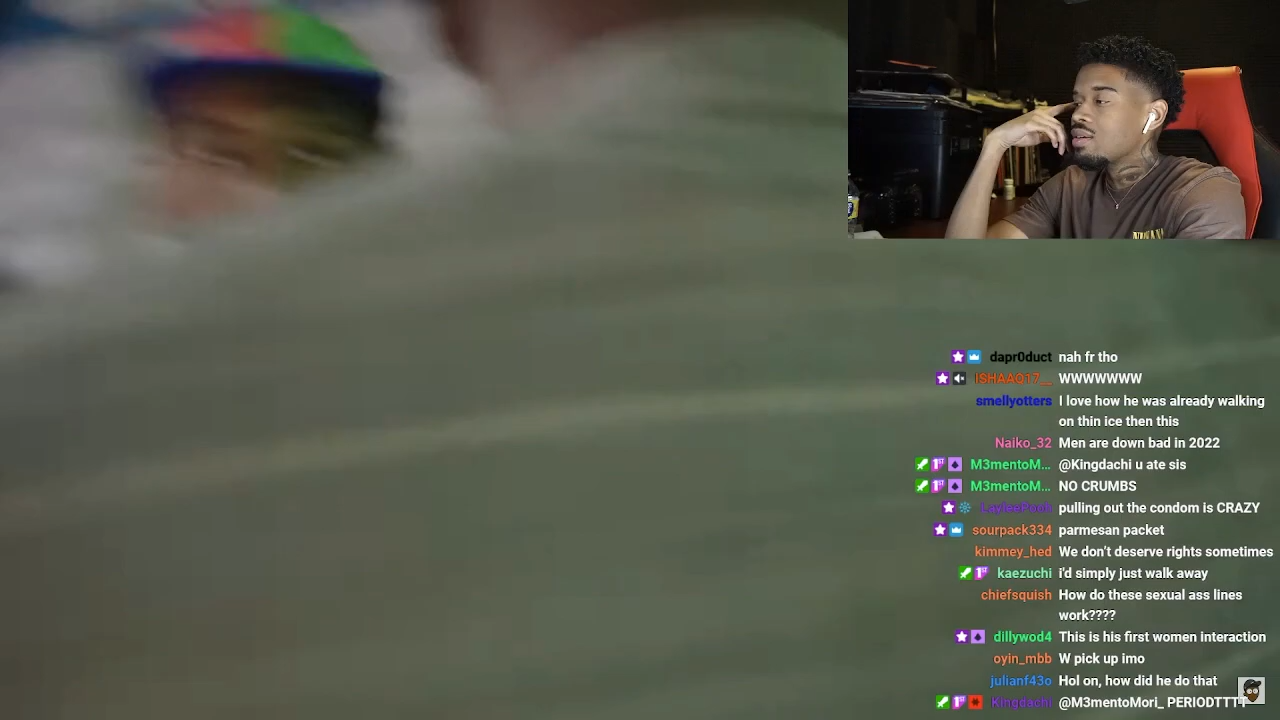 dapr0duct nah fr tho
ISHAAQ17__ WWWWWWW
smellyotters I love how he was already walking
on thin ice then this
Naiko_32 Men are down bad in 2022
M3mentoM... @Kingdachi u ate sis
M3mentoM... NO CRUMBS
LayleePooh pulling out the condom is CRAZY
sourpack334 parmesan packet
kimmey_hed We don't deserve rights sometimes
kaezuchi i'd simply just walk away
chiefsquish How do these sexual ass lines
work????
dillywod4 This is his first women interaction
oyin_mbb W pick up imo
julianf43o Hol on, how did he do that
Kingdachi @M3mentoMori_ PERIODTTTT